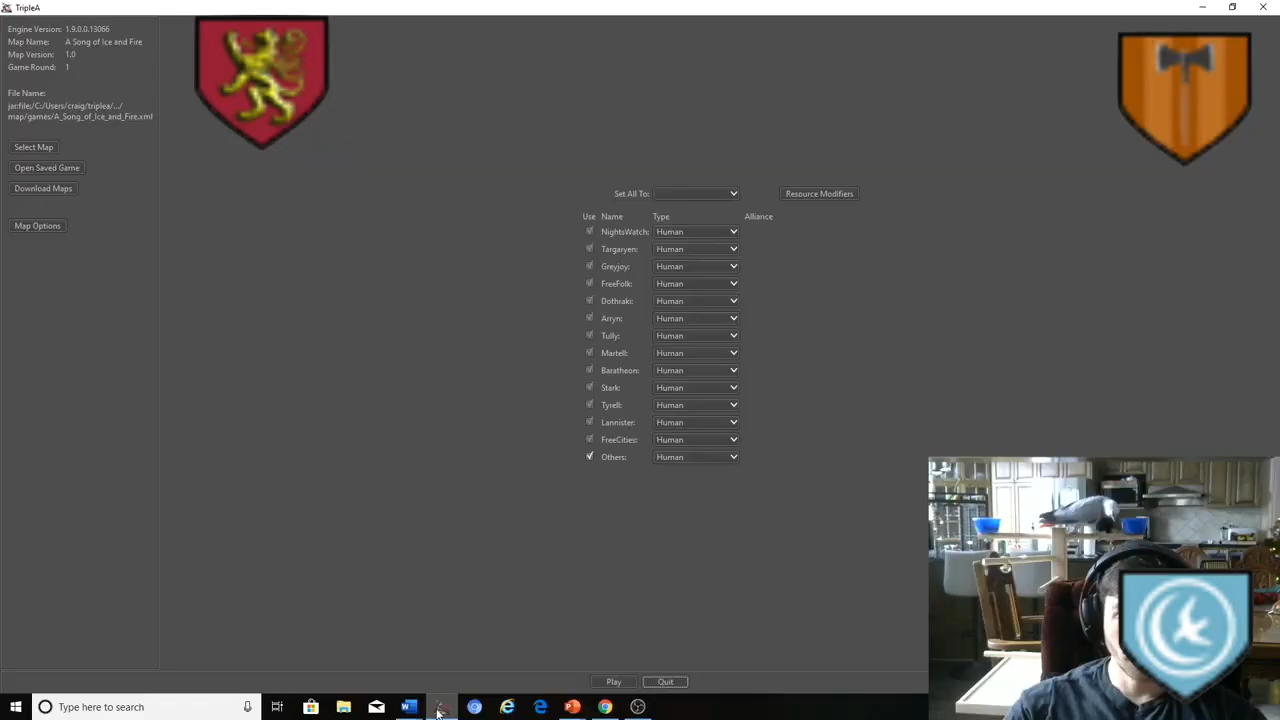 TripleA
Engine Version: 1.9.0.0.13066
Map Name: A Song of Ice and Fire
Map Version: 1.0
Game Round: 1
File Name:
jar:file:/C:/Users/craig/triplea/.../
map/games/A_Song_of_Ice_and_Fire.xml
Select Map
Open Saved Game
Download Maps
Map Options
Set All To:
Resource Modifiers
Use Name Type Alliance
NightsWatch: Human
Targaryen: Human
Greyjoy: Human
FreeFolk: Human
Dothraki: Human
Arryn: Human
Tully: Human
Martell: Human
Baratheon: Human
Stark: Human
Tyrell: Human
Lannister: Human
FreeCities: Human
Others: Human
Play Quit
Type here to search